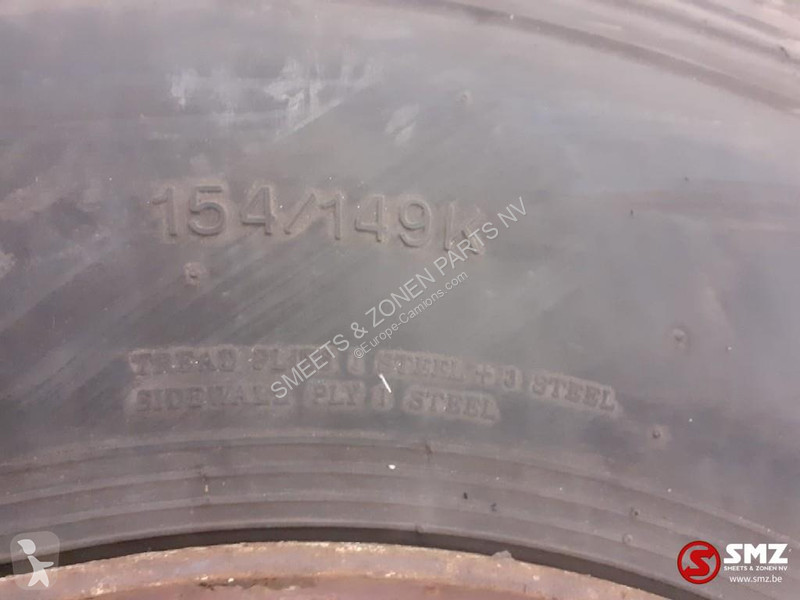 154/149K
SMEETS & ZONEN PARTS NV
©Europe-Camions.com
TREAD PLIES 1 STEEL + 3 STEEL
SIDEWALL PLY 1 STEEL
SMZ
SMEETS & ZONEN NV
www.smz.be